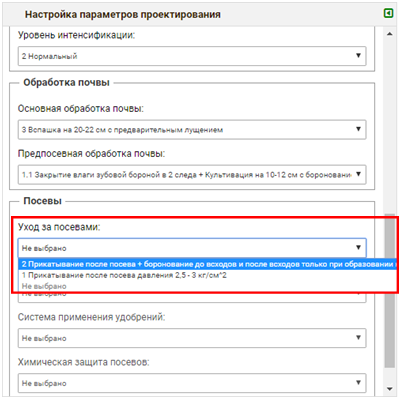 Настройка параметров проектирования
Уровень интенсификации:
2 Нормальный
Обработка почвы
Основная обработка почвы:
3 Вспашка на 20-22 см с предварительным лущением
Предпосевная обработка почвы:
1.1 Закрытие влаги зубовой бороной в 2 следа + Культивация на 10-12 см с боронование
Посевы
Уход за посевами:
Не выбрано
2 Прикатывание после посева + боронование до всходов и после всходов только при образовании
1 Прикатывание после посева давления 2,5 - 3 кг/см^2
Не выбрано
Не выбрано
Система применения удобрений:
Не выбрано
Химическая защита посевов:
Не выбрано